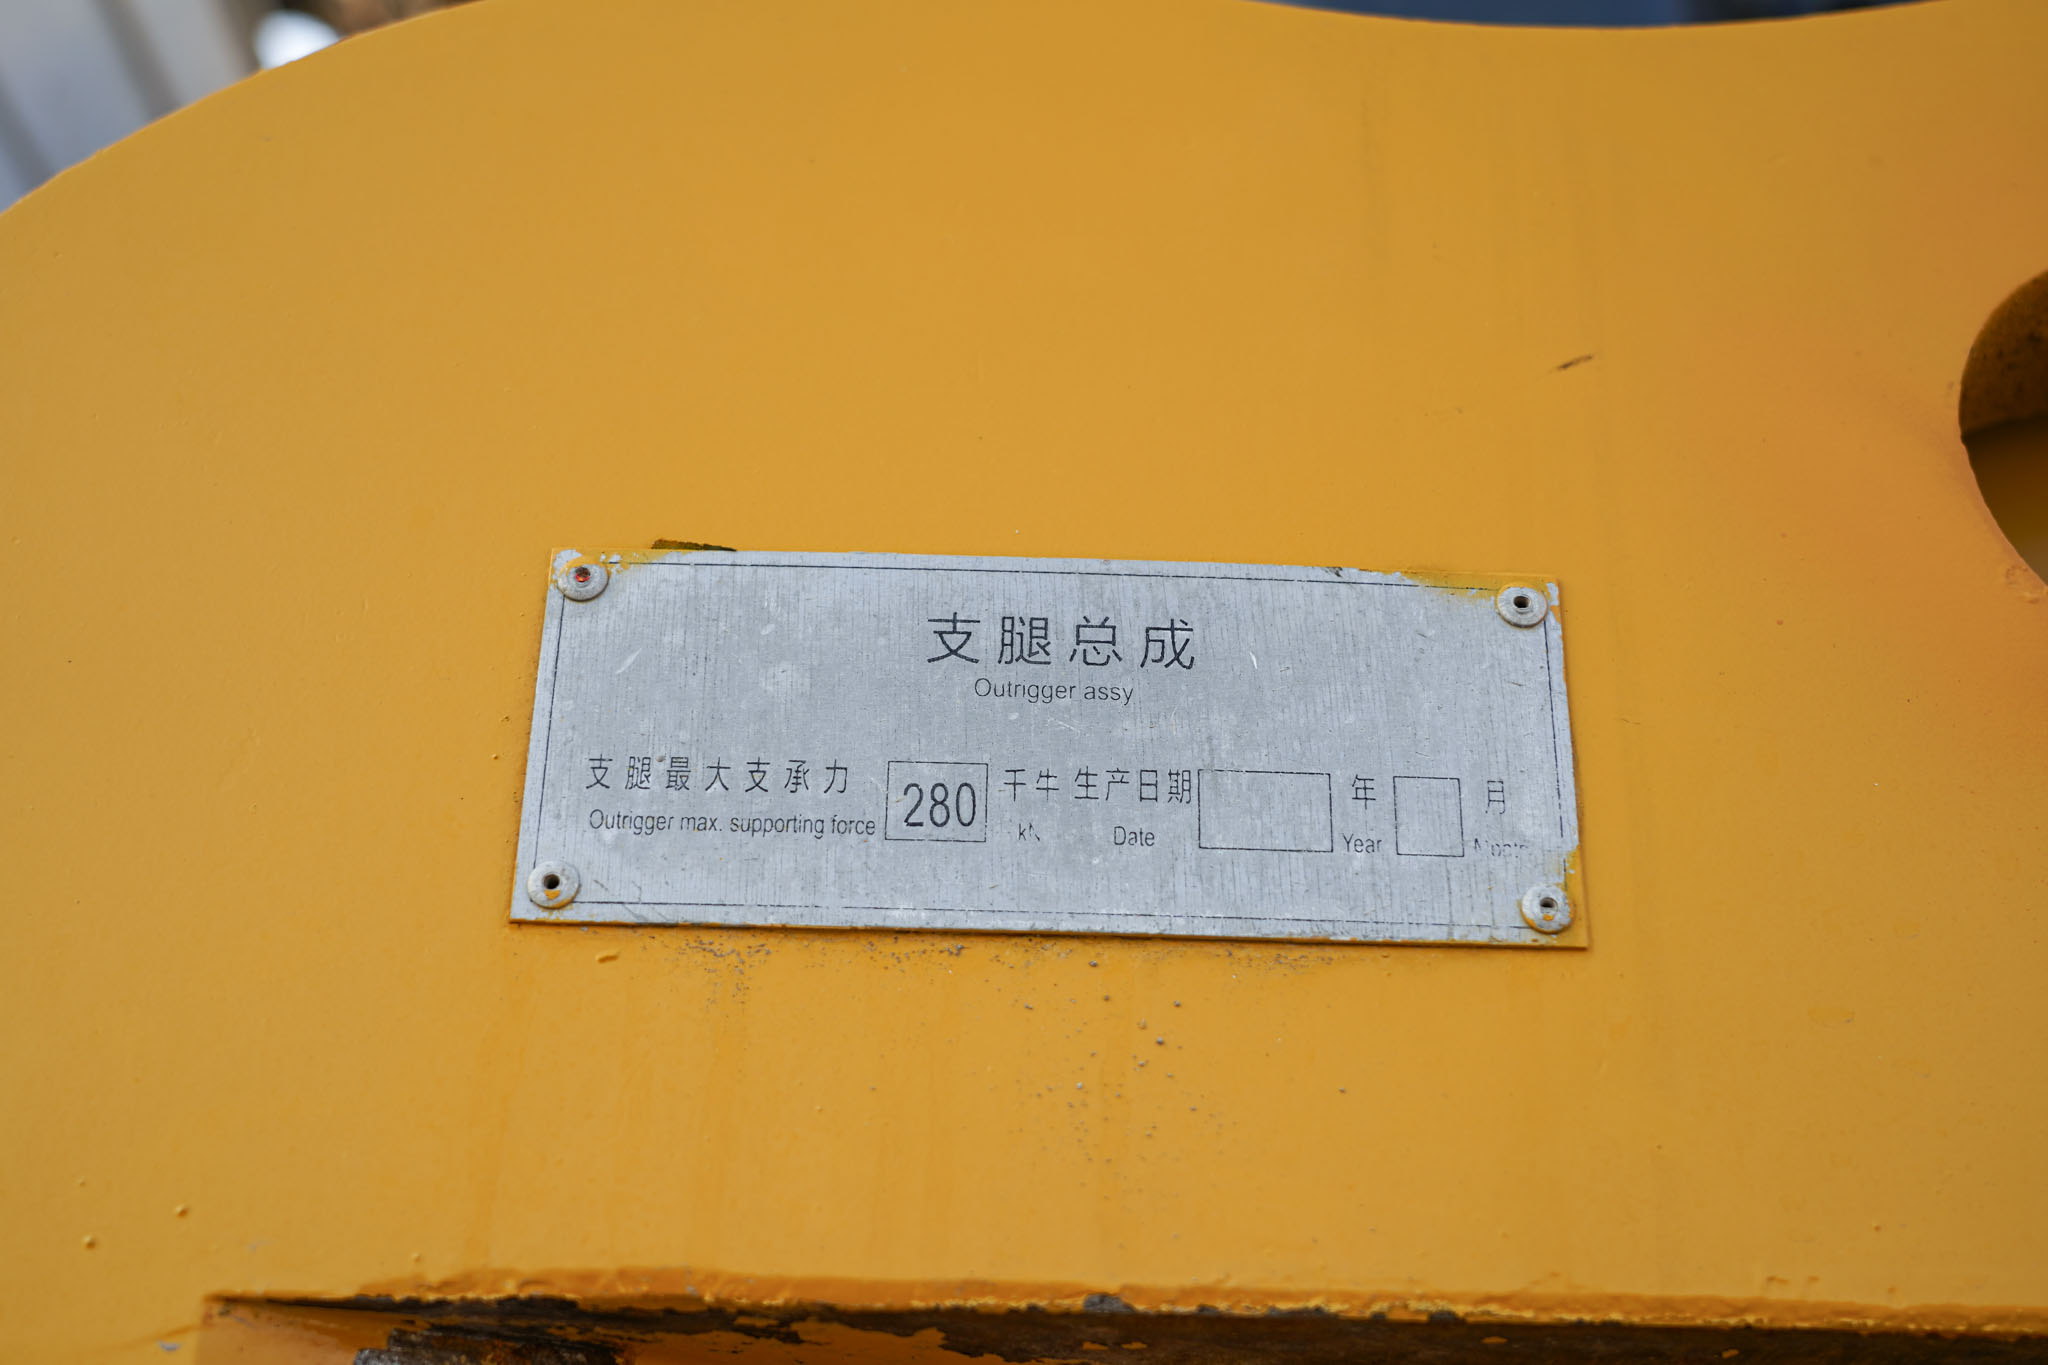 支腿总成
Outrigger assy
支腿最大支承力 280 千牛 生产日期 年 月
Outrigger max. supporting force kN Date Year